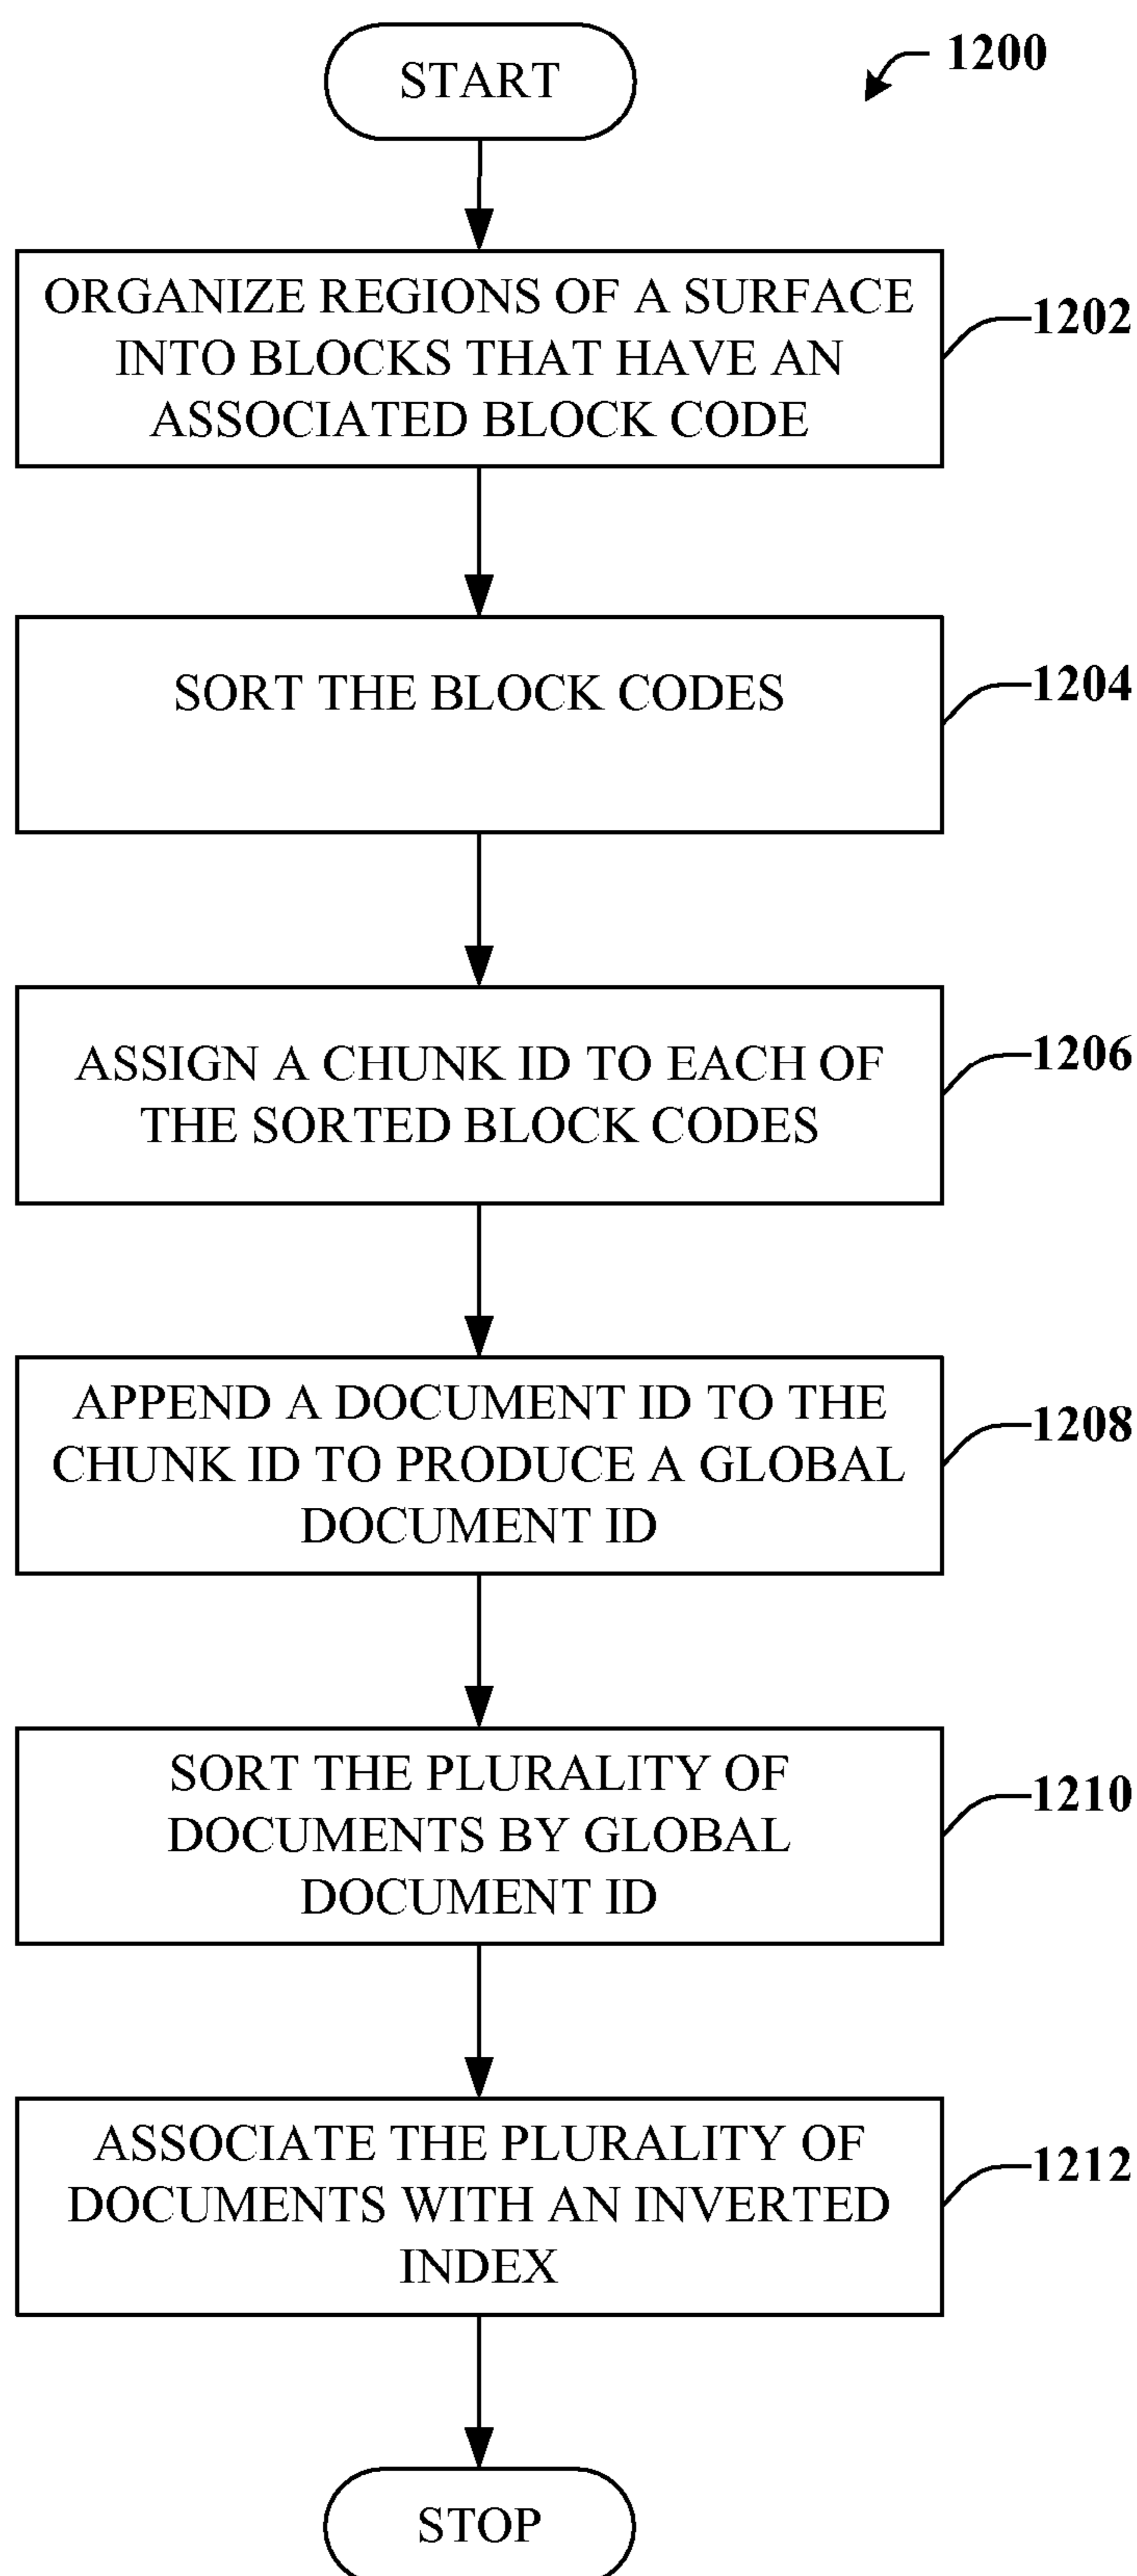 START
1200
ORGANIZE REGIONS OF A SURFACE
INTO BLOCKS THAT HAVE AN
ASSOCIATED BLOCK CODE
1202
SORT THE BLOCK CODES
1204
ASSIGN A CHUNK ID TO EACH OF
THE SORTED BLOCK CODES
1206
APPEND A DOCUMENT ID TO THE
CHUNK ID TO PRODUCE A GLOBAL
DOCUMENT ID
1208
SORT THE PLURALITY OF
DOCUMENTS BY GLOBAL
DOCUMENT ID
1210
ASSOCIATE THE PLURALITY OF
DOCUMENTS WITH AN INVERTED
INDEX
1212
STOP